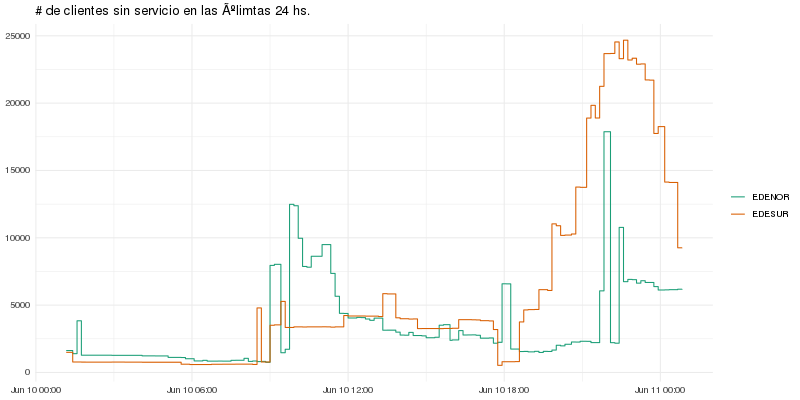 # de clientes sin servicio en las Ãºlimtas 24 hs.
25000
20000
15000
10000
5000
0
Jun 10 00:00
Jun 10 06:00
Jun 10 12:00
Jun 10 18:00
Jun 11 00:00
EDENOR
EDESUR